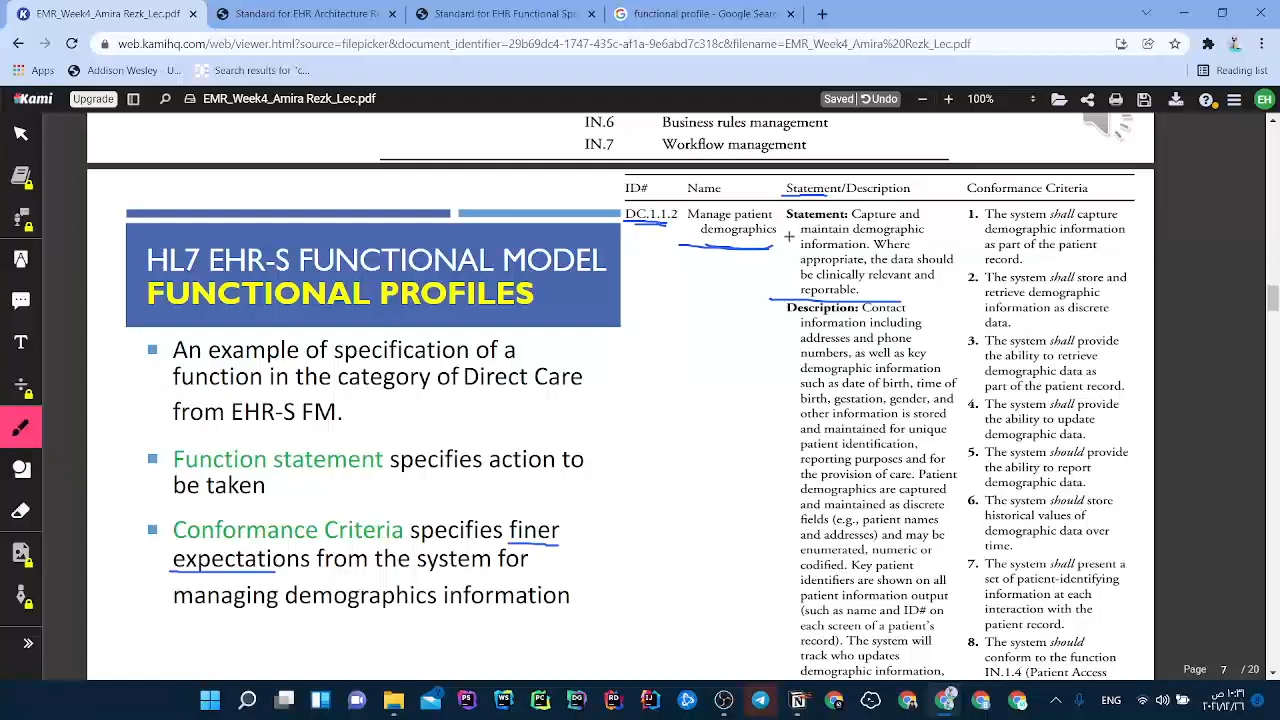 EMR_Week4_Amira Rezk_Lec.pdf
Standard for EHR Architecture Re
Standard for EHR Functional Spe
functional profile - Google Sear
web.kamihq.com/web/viewer.html?source=filepicker&document_identifier=29b69dc4-1747-435c-af1a-9e6abd7c318c&filename=EMR_Week4_Amira%20Rezk_Lec.pdf
Apps
Addison Wesley - U...
Search results for "c...
Reading list
Kami
Upgrade
EMR_Week4_Amira Rezk_Lec.pdf
Saved
Undo
100%
EH
IN.6 Business rules management
IN.7 Workflow management
HL7 EHR-S FUNCTIONAL MODEL
FUNCTIONAL PROFILES
An example of specification of a
function in the category of Direct Care
from EHR-S FM.
Function statement specifies action to
be taken
Conformance Criteria specifies finer
expectations from the system for
managing demographics information
ID# Name Statement/Description Conformance Criteria
DC.1.1.2
Manage patient
demographics
Statement: Capture and
maintain demographic
information. Where
appropriate, the data should
be clinically relevant and
reportable.
Description: Contact
information including
addresses and phone
numbers, as well as key
demographic information
such as date of birth, time of
birth, gestation, gender, and
other information is stored
and maintained for unique
patient identification,
reporting purposes and for
the provision of care. Patient
demographics are captured
and maintained as discrete
fields (e.g., patient names
and addresses) and may be
enumerated, numeric or
codified. Key patient
identifiers are shown on all
patient information output
(such as name and ID# on
each screen of a patient's
record). The system will
track who updates
demographic information,
1. The system shall capture
demographic information
as part of the patient
record.
2. The system shall store and
retrieve demographic
information as discrete
data.
3. The system shall provide
the ability to retrieve
demographic data as
part of the patient record.
4. The system shall provide
the ability to update
demographic data.
5. The system should provide
the ability to report
demographic data.
6. The system should store
historical values of
demographic data over
time.
7. The system shall present a
set of patient-identifying
information at each
interaction with the
patient record.
8. The system should
conform to the function
IN.1.4 (Patient Access
Page 7 / 20
ENG